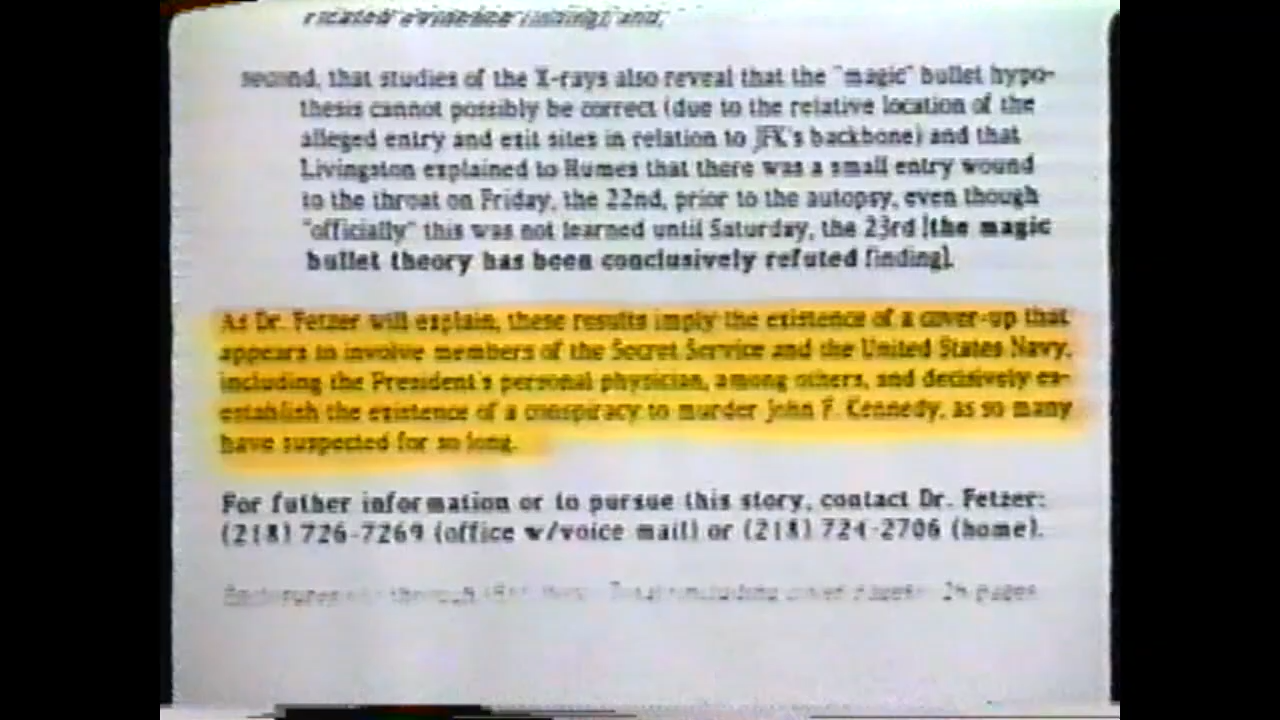 second, that studies of the X-rays also reveal that the "magic" bullet hypo-
thesis cannot possibly be correct (due to the relative location of the
alleged entry and exit sites in relation to JFK's backbone) and that
Livingston explained to Humes that there was a small entry wound
to the throat on Friday, the 22nd, prior to the autopsy, even though
"officially" this was not learned until Saturday, the 23rd [the magic
bullet theory has been conclusively refuted finding].
As Dr. Fetzer will explain, these results imply the existence of a cover-up that
appears to involve members of the Secret Service and the United States Navy,
including the President's personal physician, among others, and decisively es-
establish the existence of a conspiracy to murder John F. Kennedy, as so many
have suspected for so long.
For futher information or to pursue this story, contact Dr. Fetzer:
(218) 726-7269 (office w/voice mail) or (218) 724-2706 (home).
pages